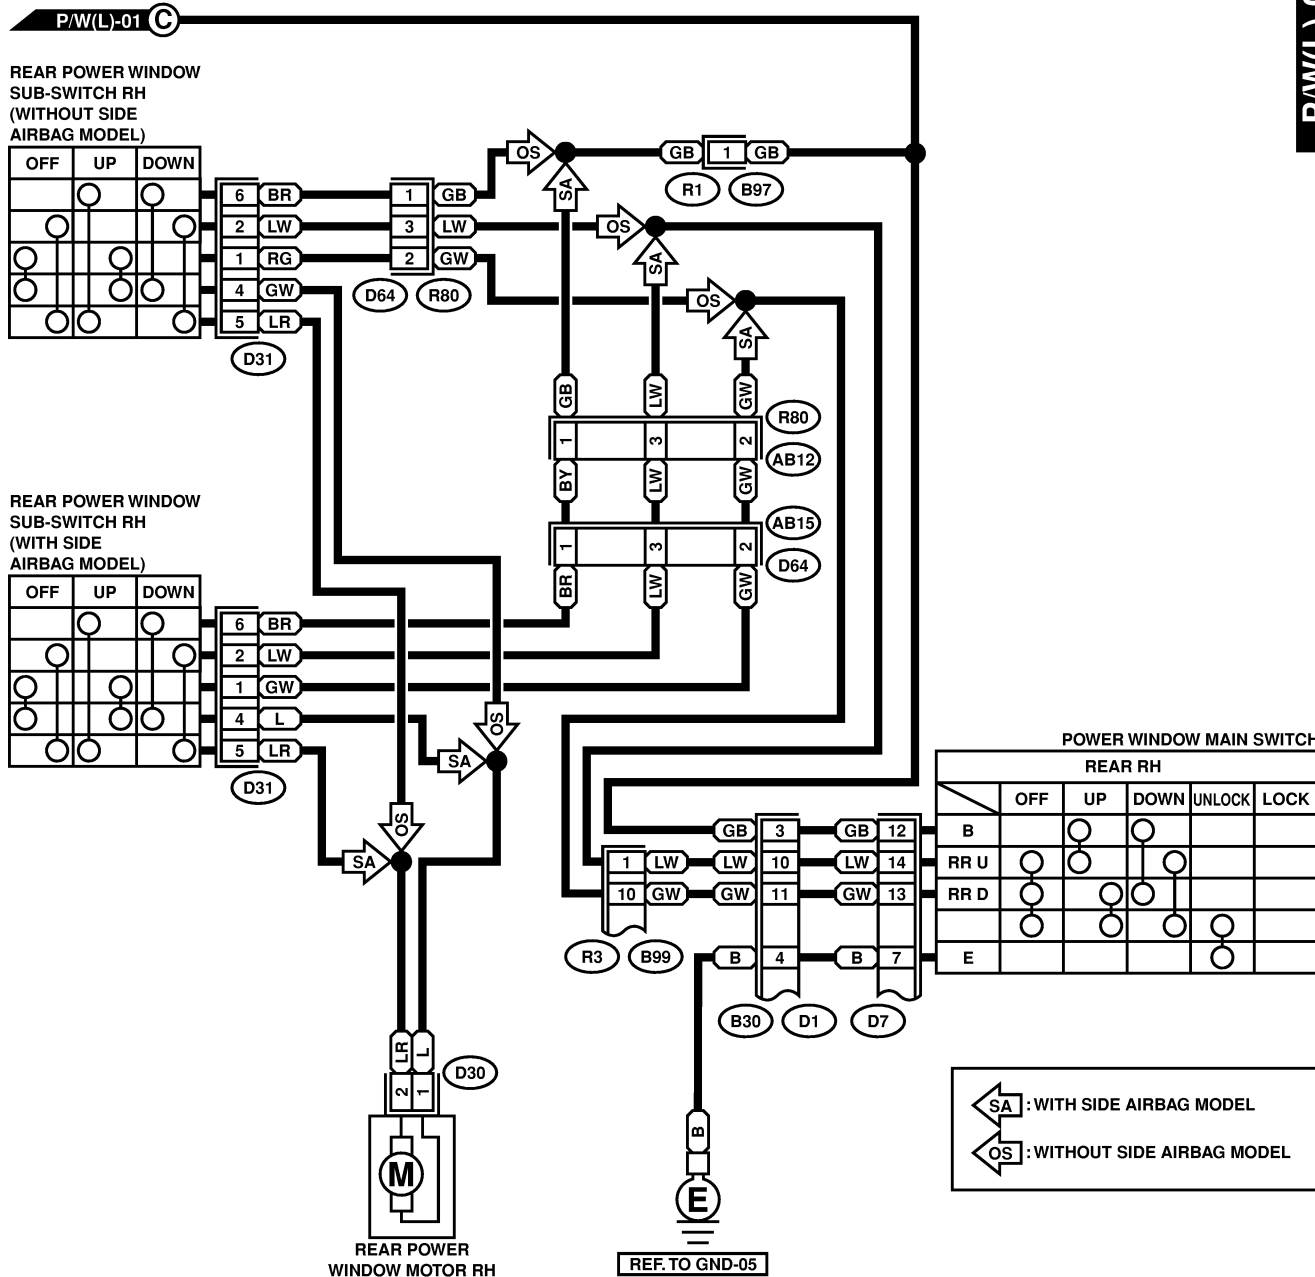 P/W(L)-01 C
REAR POWER WINDOW
SUB-SWITCH RH
(WITHOUT SIDE
AIRBAG MODEL)
OFF UP DOWN
6 BR
2 LW
1 RG
4 GW
5 LR
D31
1 GB
3 LW
2 GW
D64 R80
OS
SA
GB 1 GB
R1 B97
OS
SA
OS
SA
GB LW GW
R80
1 3 2
AB12
BY LW GW
AB15
1 3 2
D64
BR LW GW
REAR POWER WINDOW
SUB-SWITCH RH
(WITH SIDE
AIRBAG MODEL)
OFF UP DOWN
6 BR
2 LW
1 GW
4 L
5 LR
D31
OS
SA
OS
SA
POWER WINDOW MAIN SWITCH
REAR RH
OFF UP DOWN UNLOCK LOCK
GB 3 GB 12 B
1 LW LW 10 LW 14 RR U
10 GW GW 11 GW 13 RR D
B 4 B 7 E
R3 B99
B30 D1 D7
LR L
D30
2 1
M
REAR POWER
WINDOW MOTOR RH
B
E
REF. TO GND-05
SA : WITH SIDE AIRBAG MODEL
OS : WITHOUT SIDE AIRBAG MODEL